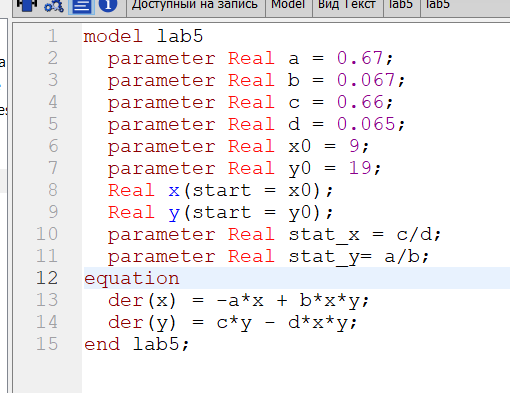 Доступный на запись Model Вид Текст lab5 lab5
1 model lab5
2 parameter Real a = 0.67;
3 parameter Real b = 0.067;
4 parameter Real c = 0.66;
5 parameter Real d = 0.065;
6 parameter Real x0 = 9;
7 parameter Real y0 = 19;
8 Real x(start = x0);
9 Real y(start = y0);
10 parameter Real stat_x = c/d;
11 parameter Real stat_y= a/b;
12 equation
13 der(x) = -a*x + b*x*y;
14 der(y) = c*y - d*x*y;
15 end lab5;